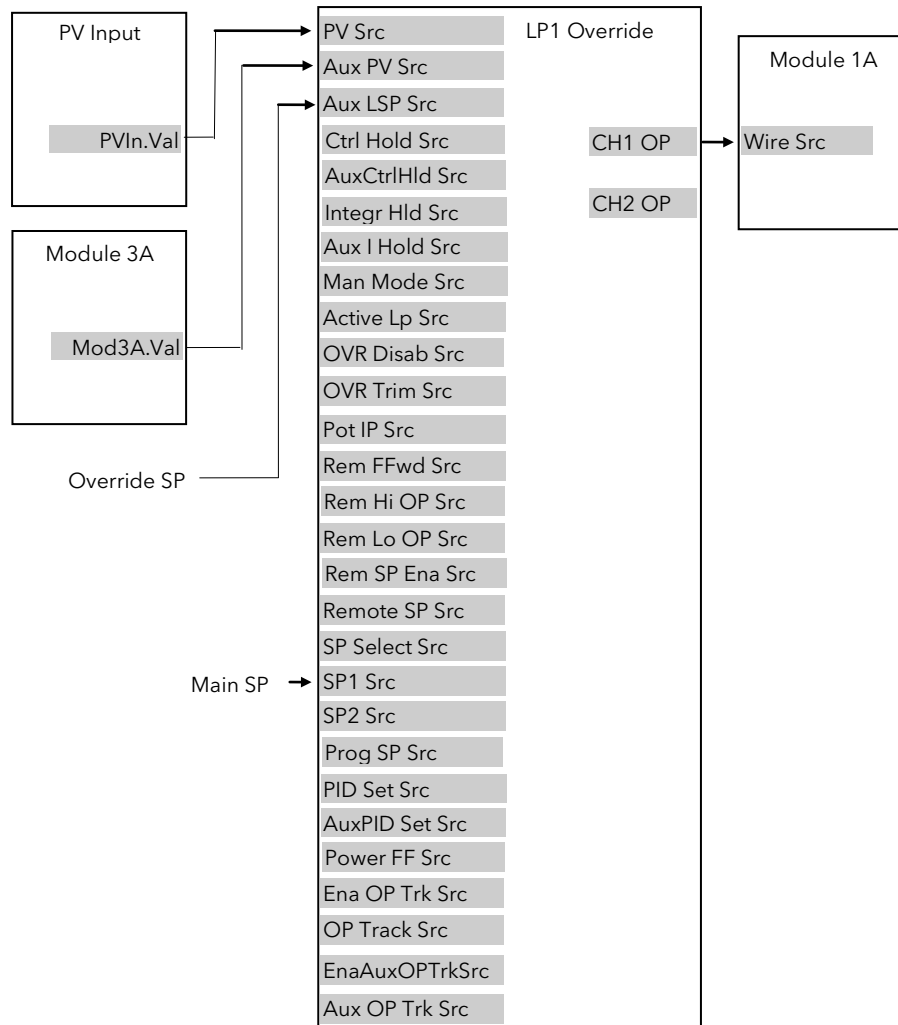 PV Input
PVIn.Val
Module 3A
Mod3A.Val
Override SP
Main SP
LP1 Override
PV Src
Aux PV Src
Aux LSP Src
Ctrl Hold Src
AuxCtrlHld Src
Integr Hld Src
Aux I Hold Src
Man Mode Src
Active Lp Src
OVR Disab Src
OVR Trim Src
Pot IP Src
Rem FFwd Src
Rem Hi OP Src
Rem Lo OP Src
Rem SP Ena Src
Remote SP Src
SP Select Src
SP1 Src
SP2 Src
Prog SP Src
PID Set Src
AuxPID Set Src
Power FF Src
Ena OP Trk Src
OP Track Src
EnaAuxOPTrkSrc
Aux OP Trk Src
CH1 OP
CH2 OP
Module 1A
Wire Src